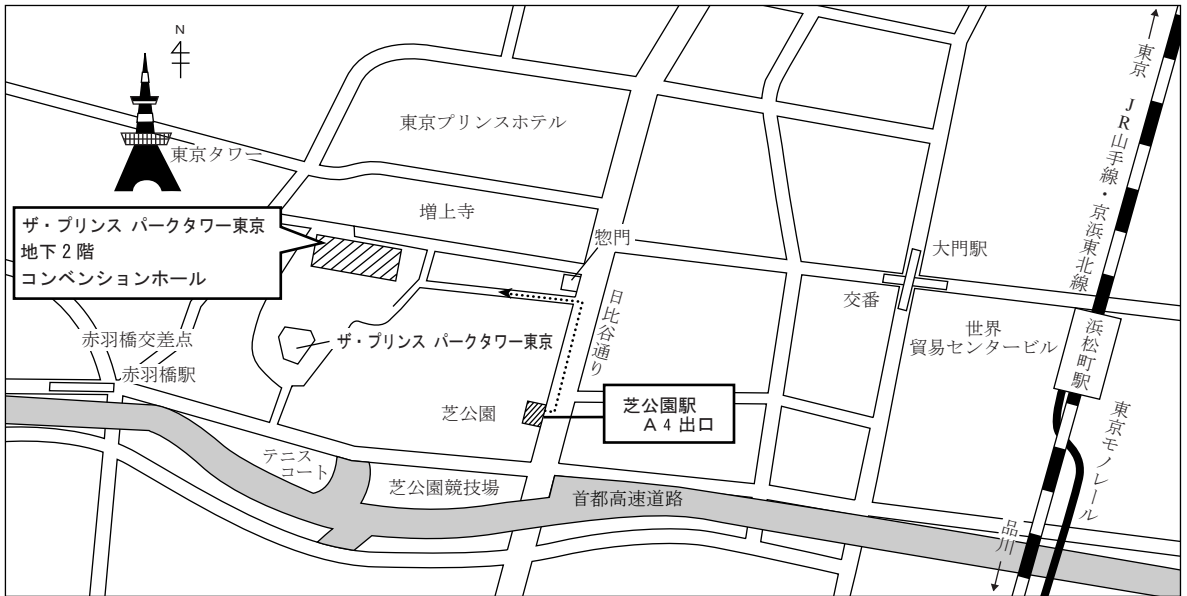 N
東京タワー
東京プリンスホテル
増上寺
ザ・プリンス パークタワー東京
地下2階
コンベンションホール
惣門
日比谷通り
大門駅
交番
世界
貿易センタービル
浜松町駅
東京
JR山手線・京浜東北線
東京モノレール
品川
赤羽橋交差点
赤羽橋駅
ザ・プリンス パークタワー東京
芝公園
芝公園駅
A4出口
テニス
コート
芝公園競技場
首都高速道路